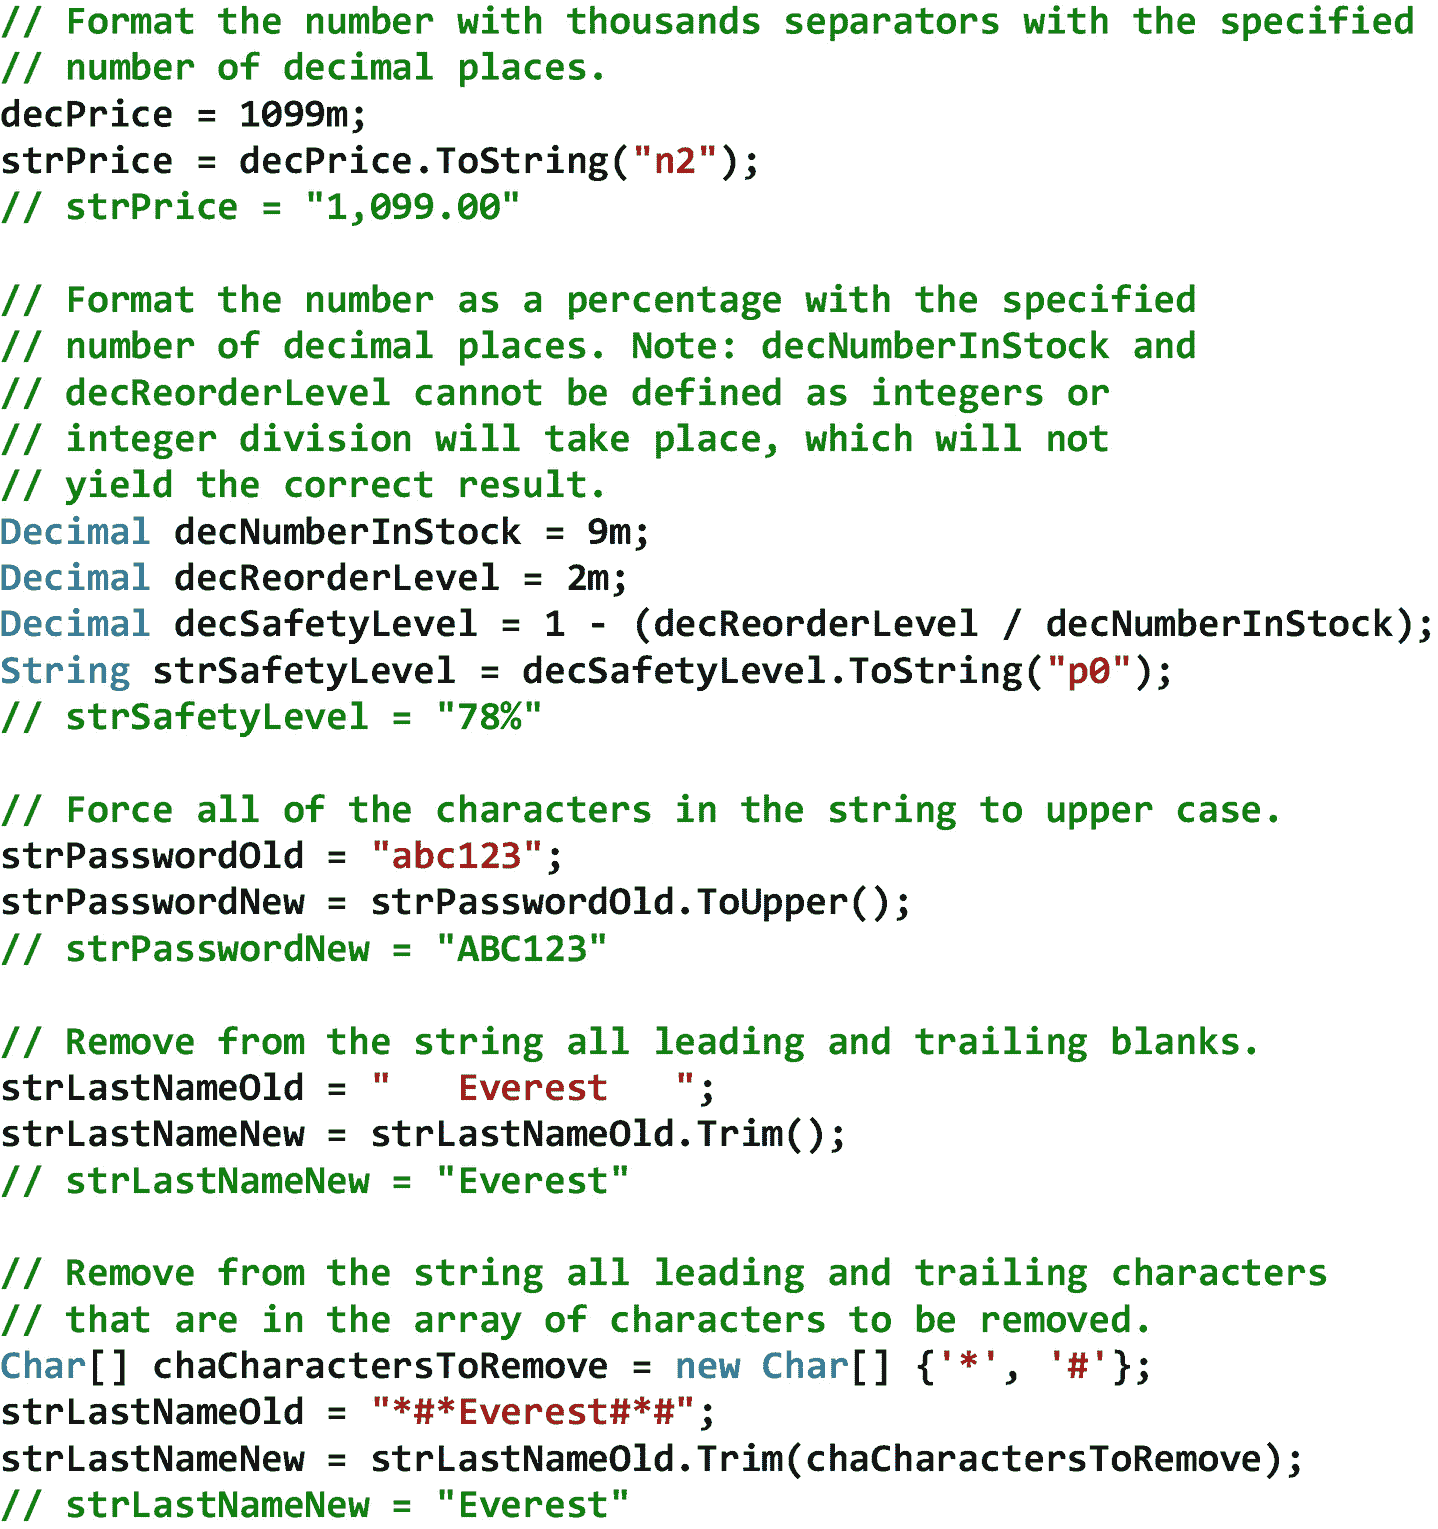 // Format the number with thousands separators with the specified
// number of decimal places.
decPrice = 1099m;
strPrice = decPrice.ToString("n2");
// strPrice = "1,099.00"

// Format the number as a percentage with the specified
// number of decimal places. Note: decNumberInStock and
// decReorderLevel cannot be defined as integers or
// integer division will take place, which will not
// yield the correct result.
Decimal decNumberInStock = 9m;
Decimal decReorderLevel = 2m;
Decimal decSafetyLevel = 1 - (decReorderLevel / decNumberInStock);
String strSafetyLevel = decSafetyLevel.ToString("p0");
// strSafetyLevel = "78%"

// Force all of the characters in the string to upper case.
strPasswordOld = "abc123";
strPasswordNew = strPasswordOld.ToUpper();
// strPasswordNew = "ABC123"

// Remove from the string all leading and trailing blanks.
strLastNameOld = "   Everest   ";
strLastNameNew = strLastNameOld.Trim();
// strLastNameNew = "Everest"

// Remove from the string all leading and trailing characters
// that are in the array of characters to be removed.
Char[] chaCharactersToRemove = new Char[] {'*', '#'};
strLastNameOld = "*#*Everest#*#";
strLastNameNew = strLastNameOld.Trim(chaCharactersToRemove);
// strLastNameNew = "Everest"